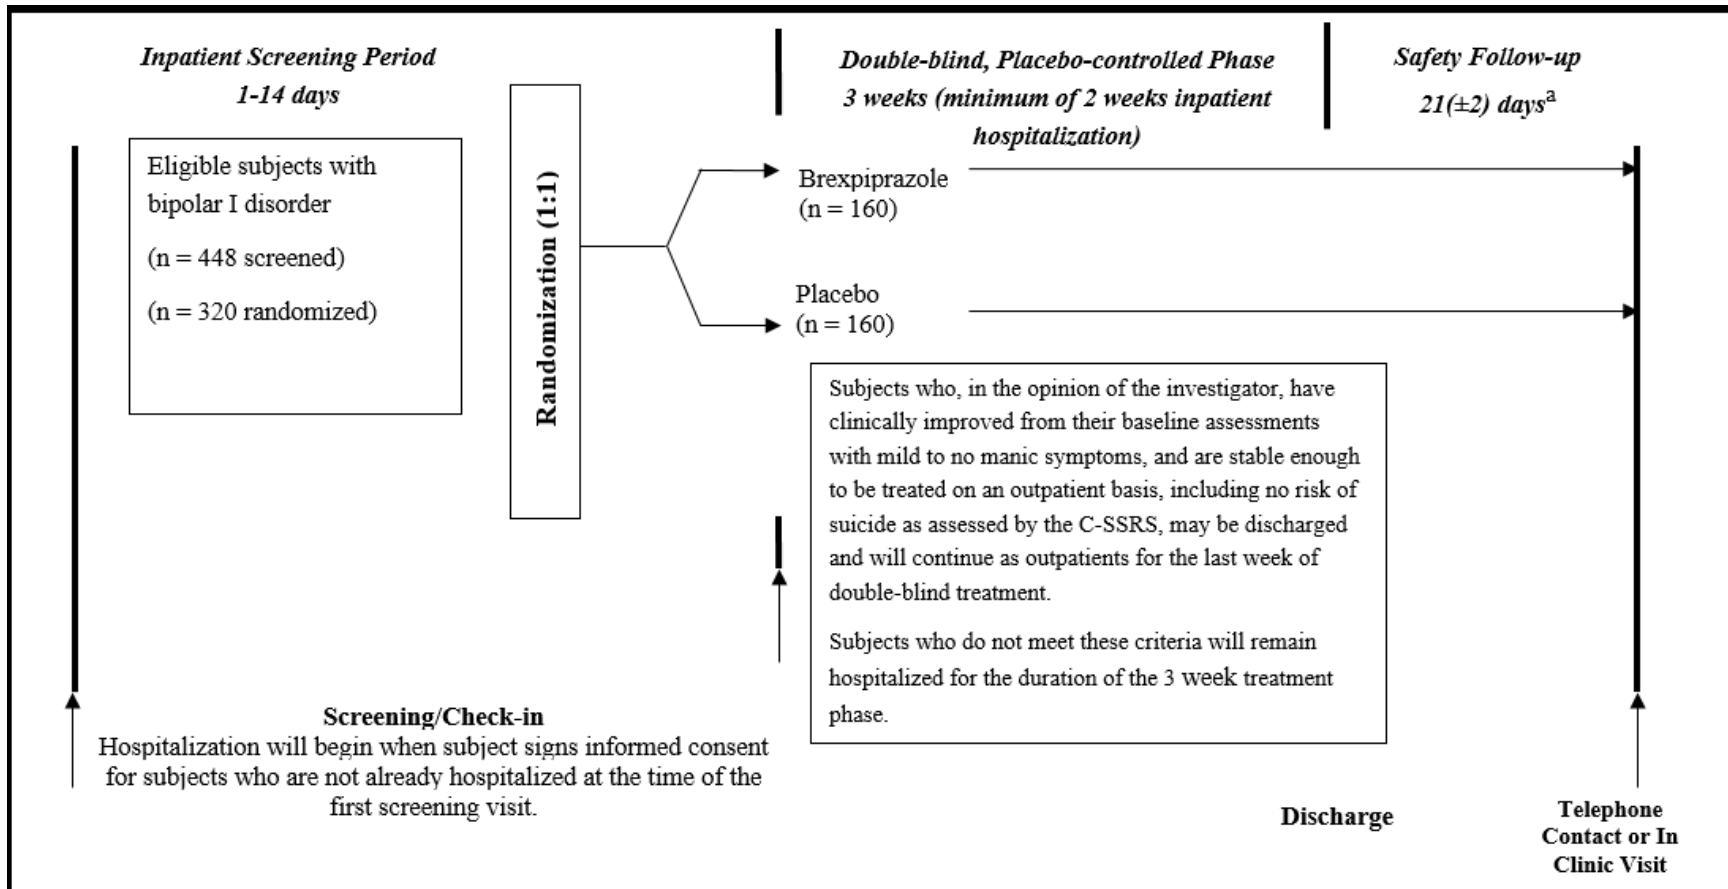 Inpatient Screening Period
1-14 days
Double-blind, Placebo-controlled Phase
3 weeks (minimum of 2 weeks inpatient
hospitalization)
Safety Follow-up
21(±2) days^a
Eligible subjects with
bipolar I disorder
(n = 448 screened)
(n = 320 randomized)
Randomization (1:1)
Brexpiprazole
(n = 160)
Placebo
(n = 160)
Subjects who, in the opinion of the investigator, have
clinically improved from their baseline assessments
with mild to no manic symptoms, and are stable enough
to be treated on an outpatient basis, including no risk of
suicide as assessed by the C-SSRS, may be discharged
and will continue as outpatients for the last week of
double-blind treatment.
Subjects who do not meet these criteria will remain
hospitalized for the duration of the 3 week treatment
phase.
Screening/Check-in
Hospitalization will begin when subject signs informed consent
for subjects who are not already hospitalized at the time of the
first screening visit.
Discharge
Telephone
Contact or In
Clinic Visit